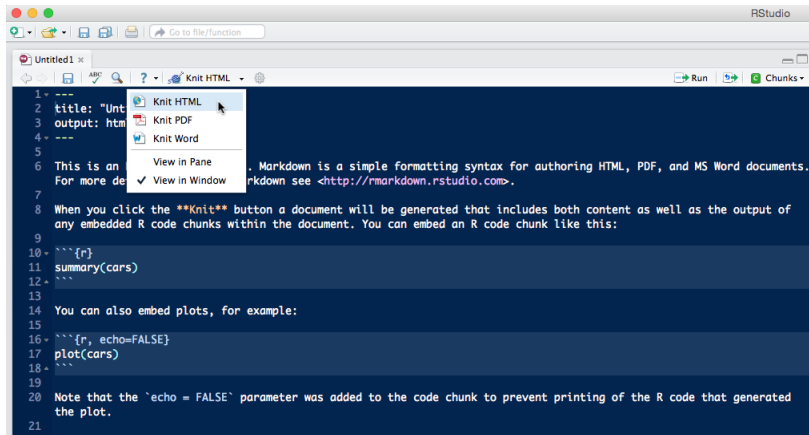 RStudio
Go to file/function
Untitled1 ×
ABC ? Knit HTML Run Chunks
1 ---
2 title: "Unt
3 output: htm
4 ---
Knit HTML
Knit PDF
Knit Word
View in Pane
✓ View in Window
5
6 This is an . Markdown is a simple formatting syntax for authoring HTML, PDF, and MS Word documents.
For more de rkdown see <http://rmarkdown.rstudio.com>.
7
8 When you click the **Knit** button a document will be generated that includes both content as well as the output of
any embedded R code chunks within the document. You can embed an R code chunk like this:
9
10 ```{r}
11 summary(cars)
12 ```
13
14 You can also embed plots, for example:
15
16 ```{r, echo=FALSE}
17 plot(cars)
18 ```
19
20 Note that the `echo = FALSE` parameter was added to the code chunk to prevent printing of the R code that generated
the plot.
21